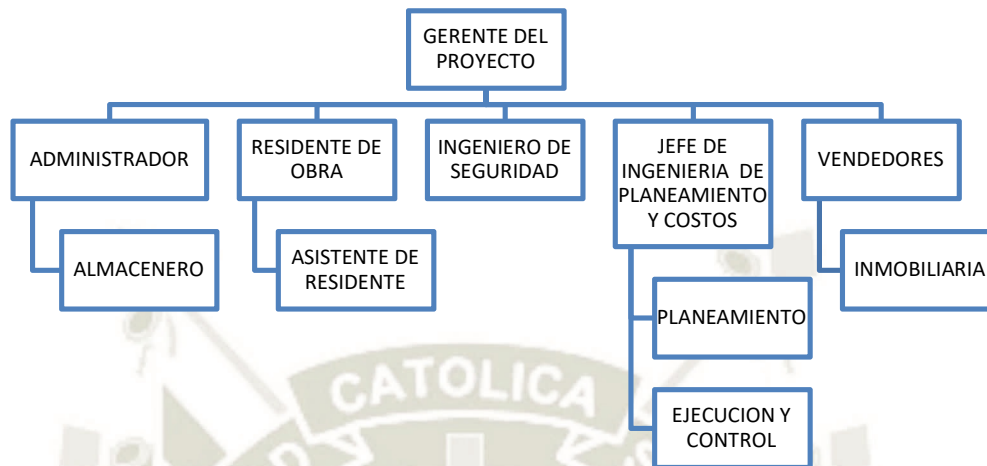 GERENTE DEL
PROYECTO
ADMINISTRADOR
RESIDENTE DE
OBRA
INGENIERO DE
SEGURIDAD
JEFE DE
INGENIERIA DE
PLANEAMIENTO
Y COSTOS
VENDEDORES
ALMACENERO
ASISTENTE DE
RESIDENTE
INMOBILIARIA
PLANEAMIENTO
EJECUCION Y
CONTROL
CATOLICA